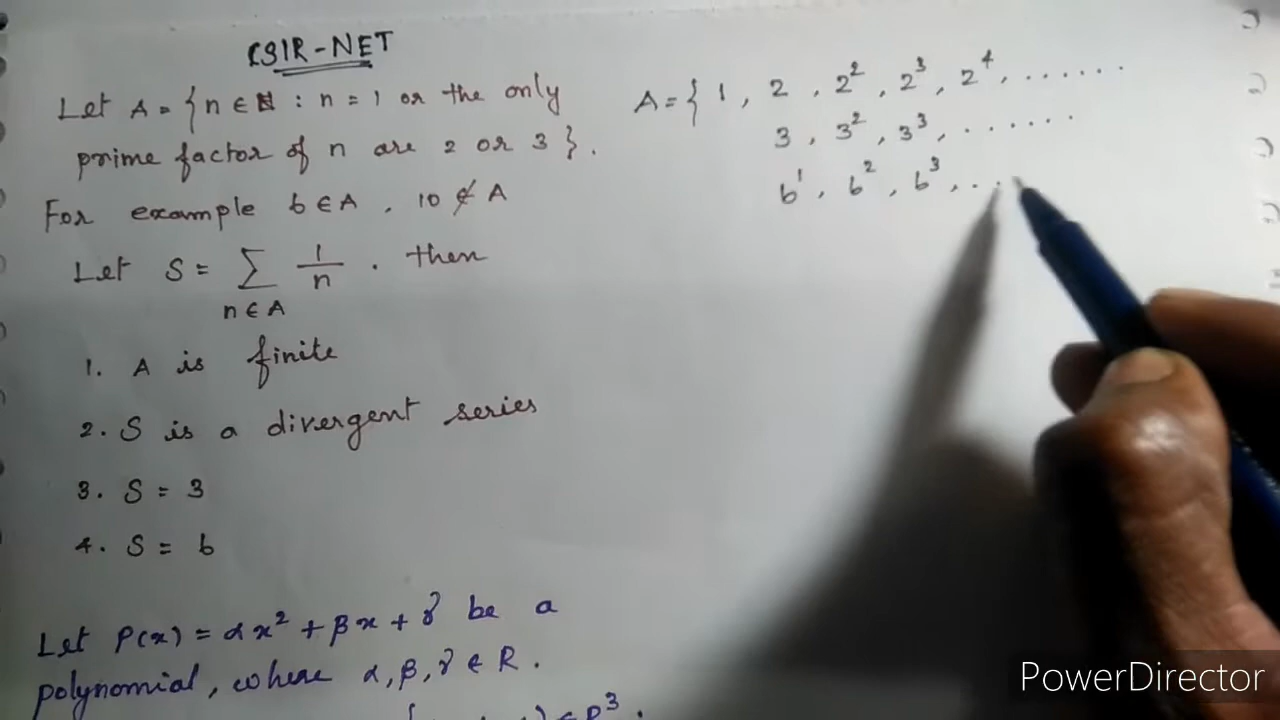 CSIR-NET
Let A = {n ∈ N : n = 1 or the only
prime factor of n are 2 or 3}.
For example 6 ∈ A, 10 ∉ A
Let S = ∑ 1/n . then
n ∈ A
1. A is finite
2. S is a divergent series
3. S = 3
4. S = 6
Let P(x) = αx² + βx + γ be a
polynomial, where α, β, γ ∈ R.
A = { 1, 2, 2², 2³, 2⁴, ......
3, 3², 3³, ......
6¹, 6², 6³, ...
PowerDirector